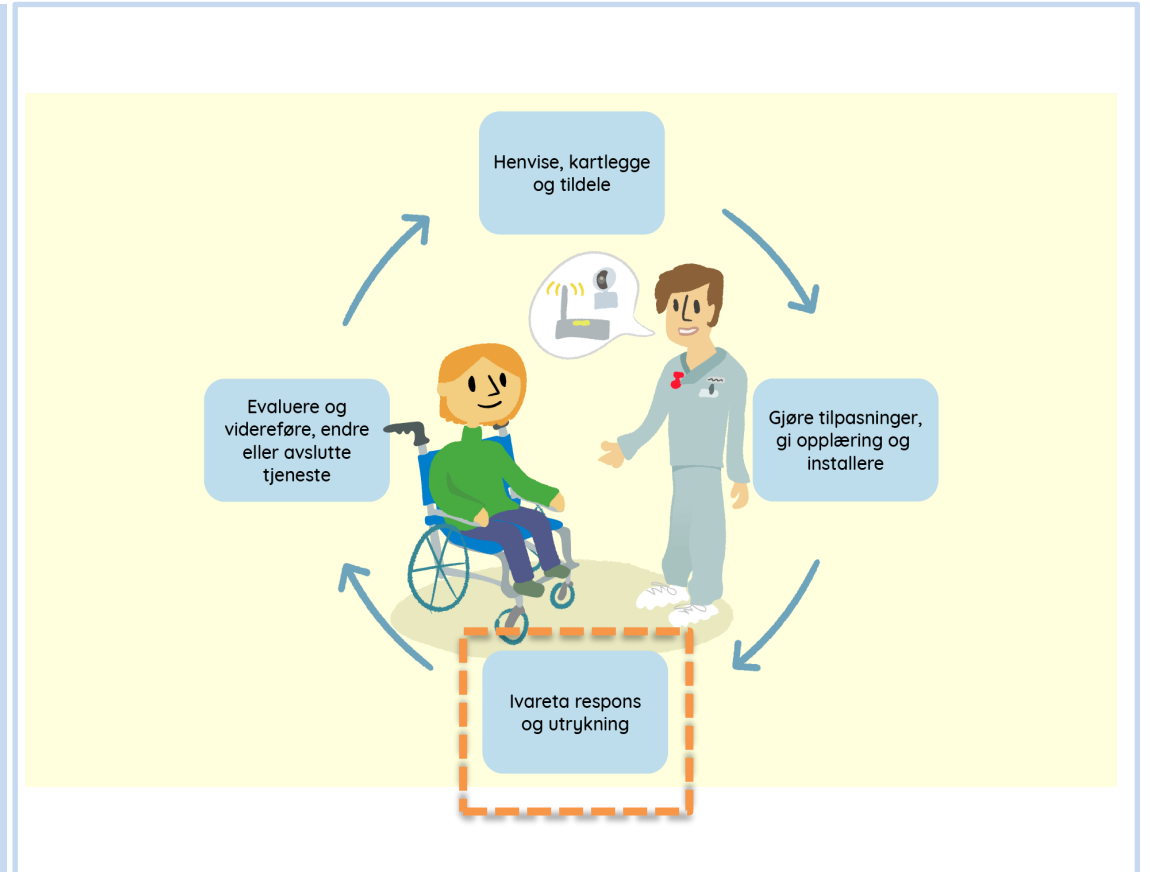 Henvise, kartlegge
og tildele
Gjøre tilpasninger,
gi opplæring og
installere
Ivareta respons
og utrykning
Evaluere og
videreføre, endre
eller avslutte
tjeneste